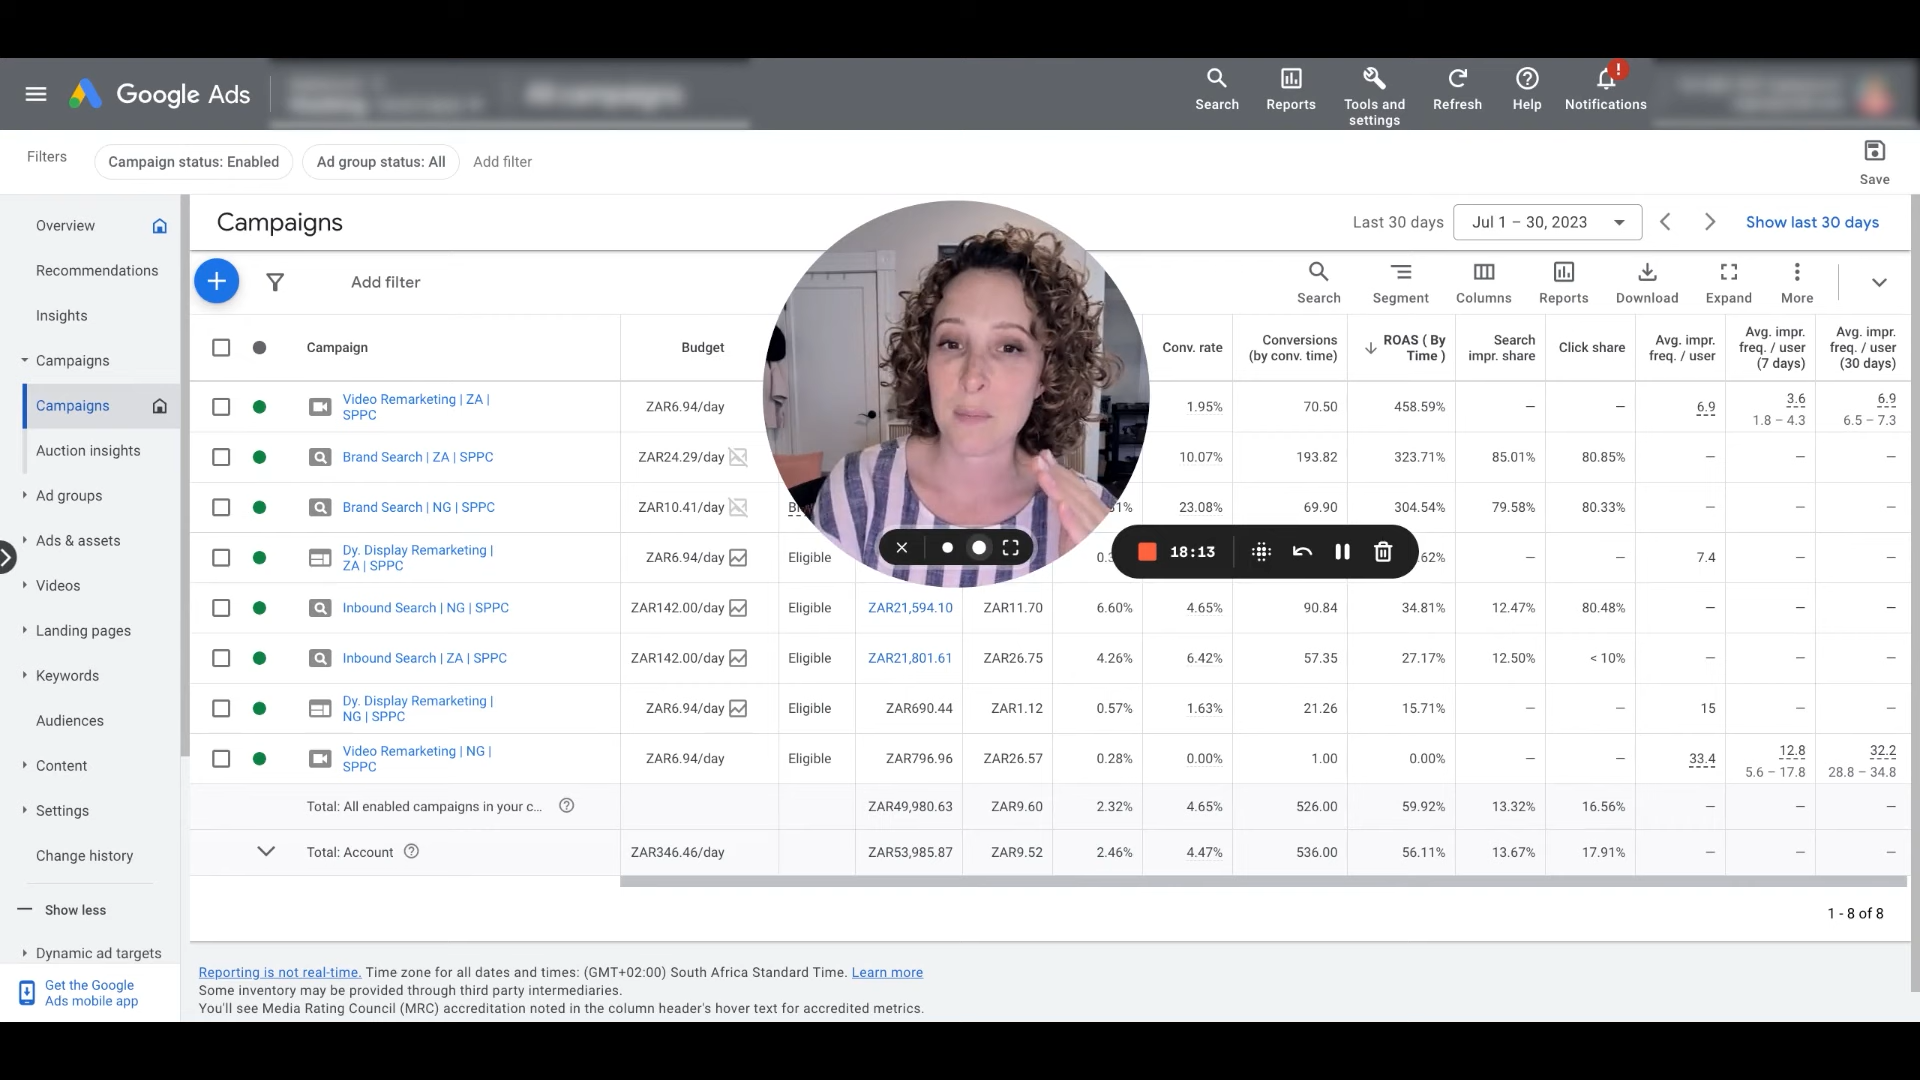 Google Ads
Search
Reports
Tools and
settings
Refresh
Help
!
Notifications
Filters
Campaign status: Enabled
Ad group status: All
Add filter
Save
Overview
Recommendations
Insights
Campaigns
Campaigns
Auction insights
Ad groups
Ads & assets
Videos
Landing pages
Keywords
Audiences
Content
Settings
Change history
Show less
Dynamic ad targets
Get the Google
Ads mobile app
Campaigns
Last 30 days
Jul 1 – 30, 2023
Show last 30 days
Add filter
Search
Segment
Columns
Reports
Download
Expand
More
Campaign Budget Conv. rate Conversions (by conv. time) ROAS ( By Time ) Search impr. share Click share Avg. impr. freq. / user Avg. impr. freq. / user (7 days) Avg. impr. freq. / user (30 days)
Video Remarketing | ZA | SPPC ZAR6.94/day 1.95% 70.50 458.59% — — 6.9 3.6 1.8 – 4.3 6.9 6.5 – 7.3
Brand Search | ZA | SPPC ZAR24.29/day 10.07% 193.82 323.71% 85.01% 80.85% — — —
Brand Search | NG | SPPC ZAR10.41/day 23.08% 69.90 304.54% 79.58% 80.33% — — —
Dy. Display Remarketing | ZA | SPPC ZAR6.94/day Eligible — — 7.4 — —
18:13
Inbound Search | NG | SPPC ZAR142.00/day Eligible ZAR21,594.10 ZAR11.70 6.60% 4.65% 90.84 34.81% 12.47% 80.48% — — —
Inbound Search | ZA | SPPC ZAR142.00/day Eligible ZAR21,801.61 ZAR26.75 4.26% 6.42% 57.35 27.17% 12.50% < 10% — — —
Dy. Display Remarketing | NG | SPPC ZAR6.94/day Eligible ZAR690.44 ZAR1.12 0.57% 1.63% 21.26 15.71% — — 15 — —
Video Remarketing | NG | SPPC ZAR6.94/day Eligible ZAR796.96 ZAR26.57 0.28% 0.00% 1.00 0.00% — — 33.4 12.8 5.6 – 17.8 32.2 28.8 – 34.8
Total: All enabled campaigns in your c... ZAR49,980.63 ZAR9.60 2.32% 4.65% 526.00 59.92% 13.32% 16.56% — — —
Total: Account ZAR346.46/day ZAR53,985.87 ZAR9.52 2.46% 4.47% 536.00 56.11% 13.67% 17.91% — — —
1 - 8 of 8
Reporting is not real-time. Time zone for all dates and times: (GMT+02:00) South Africa Standard Time. Learn more
Some inventory may be provided through third party intermediaries.
You'll see Media Rating Council (MRC) accreditation noted in the column header's hover text for accredited metrics.